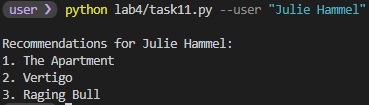 user ❯ python lab4/task11.py --user "Julie Hammel"
Recommendations for Julie Hammel:
1. The Apartment
2. Vertigo
3. Raging Bull